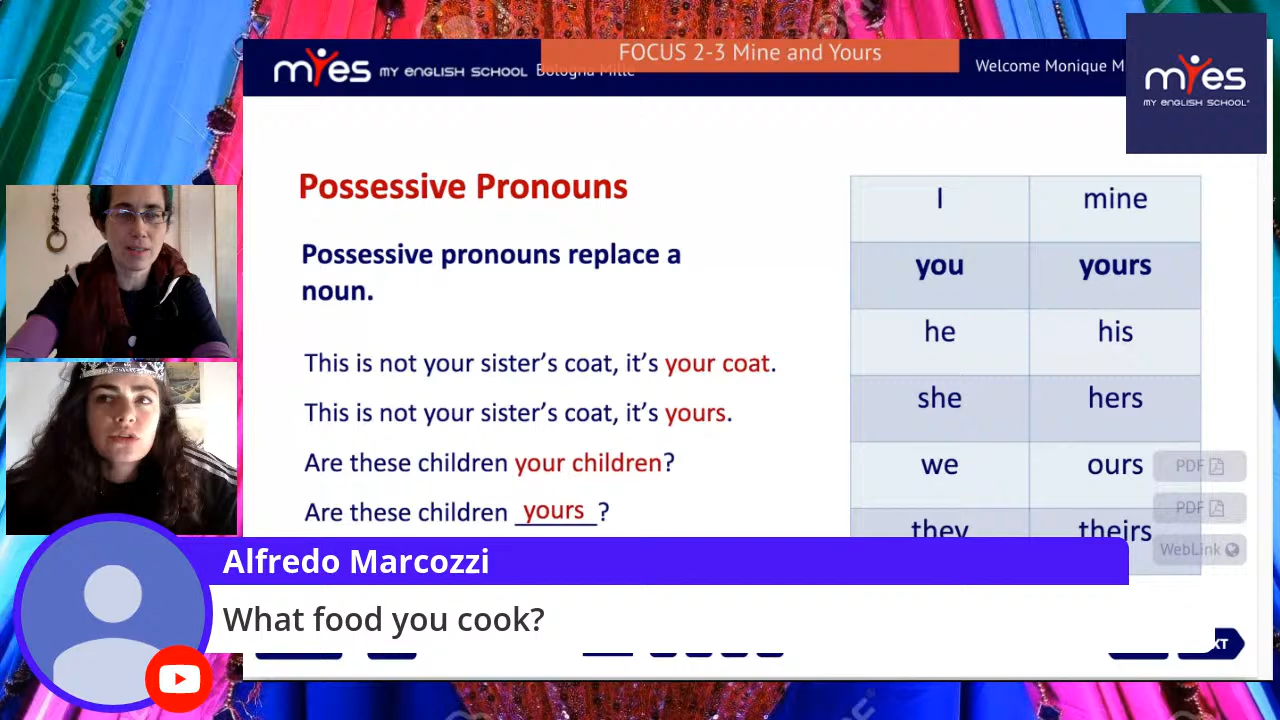 FOCUS 2-3 Mine and Yours
myes MY ENGLISH SCHOOL Bologna Mille
Welcome Monique M
myes
MY ENGLISH SCHOOL
Possessive Pronouns
Possessive pronouns replace a
noun.
This is not your sister's coat, it's your coat.
This is not your sister's coat, it's yours.
Are these children your children?
Are these children yours?
I mine
you yours
he his
she hers
we ours
they theirs
PDF
PDF
WebLink
Alfredo Marcozzi
What food you cook?
123RF